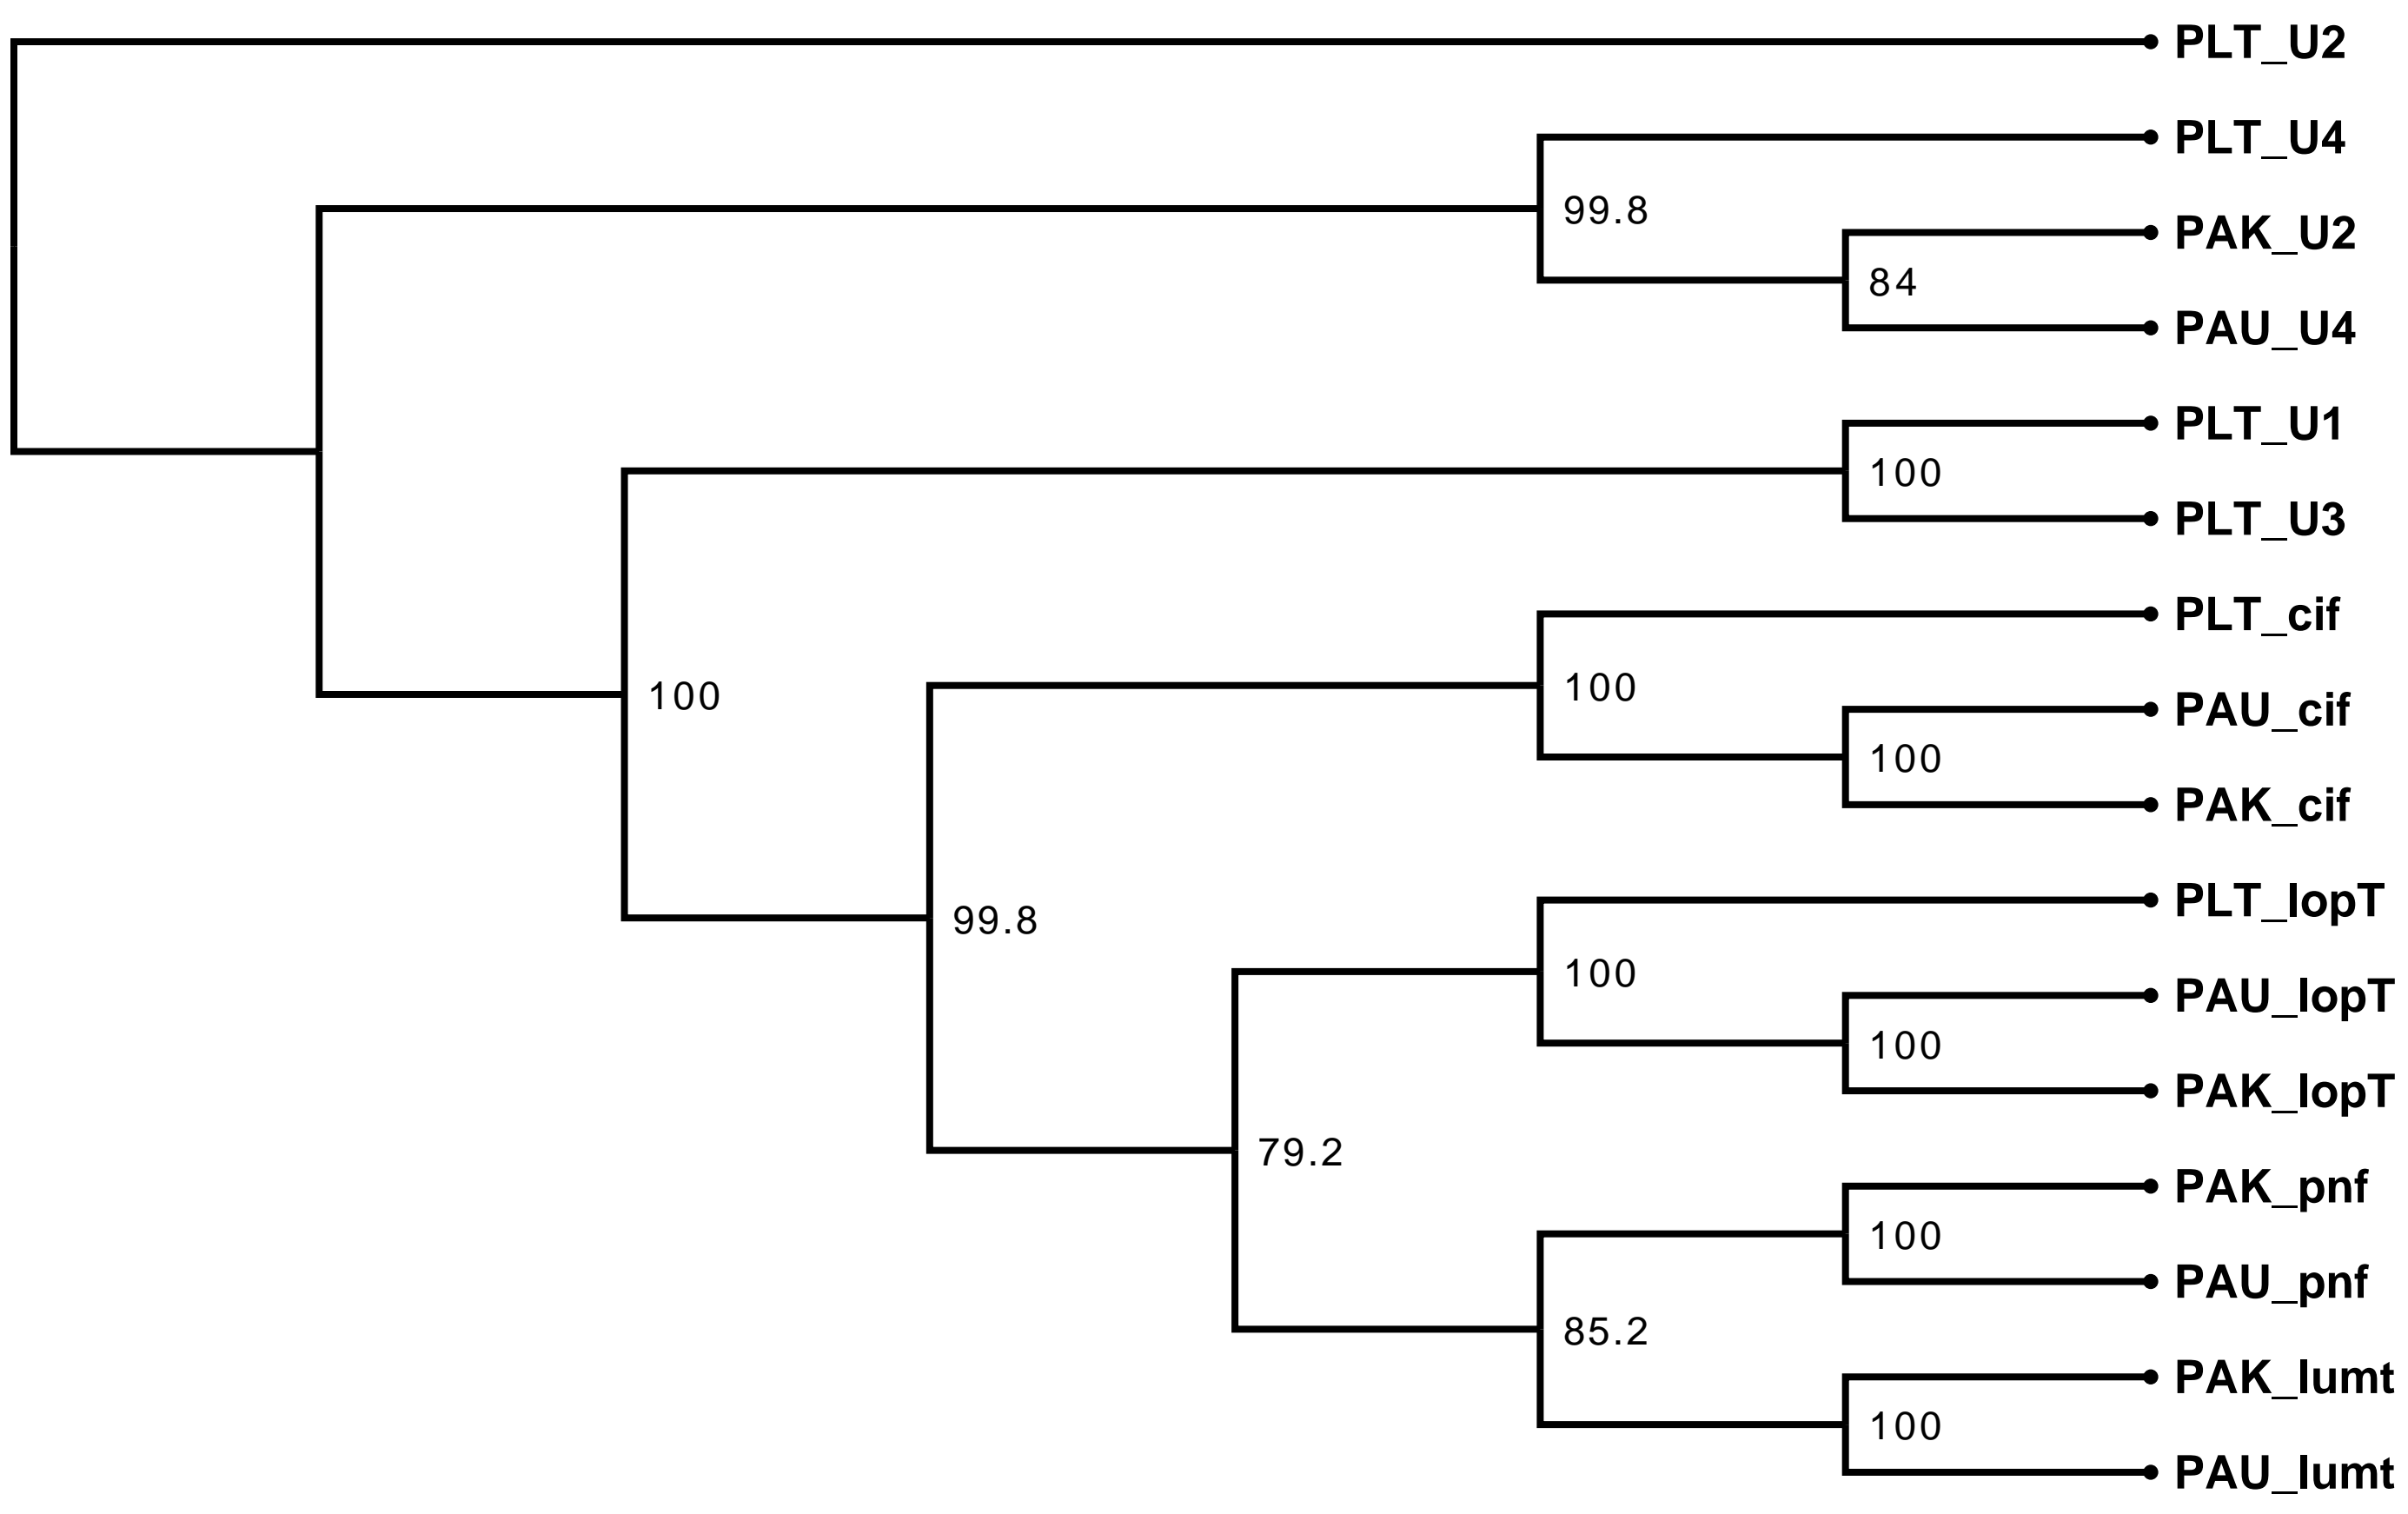 PLT_U2
PLT_U4
99.8
PAK_U2
84
PAU_U4
PLT_U1
100
PLT_U3
PLT_cif
100
100
PAU_cif
100
PAK_cif
PLT_lopT
99.8
100
PAU_lopT
100
PAK_lopT
79.2
PAK_pnf
100
PAU_pnf
85.2
PAK_lumt
100
PAU_lumt